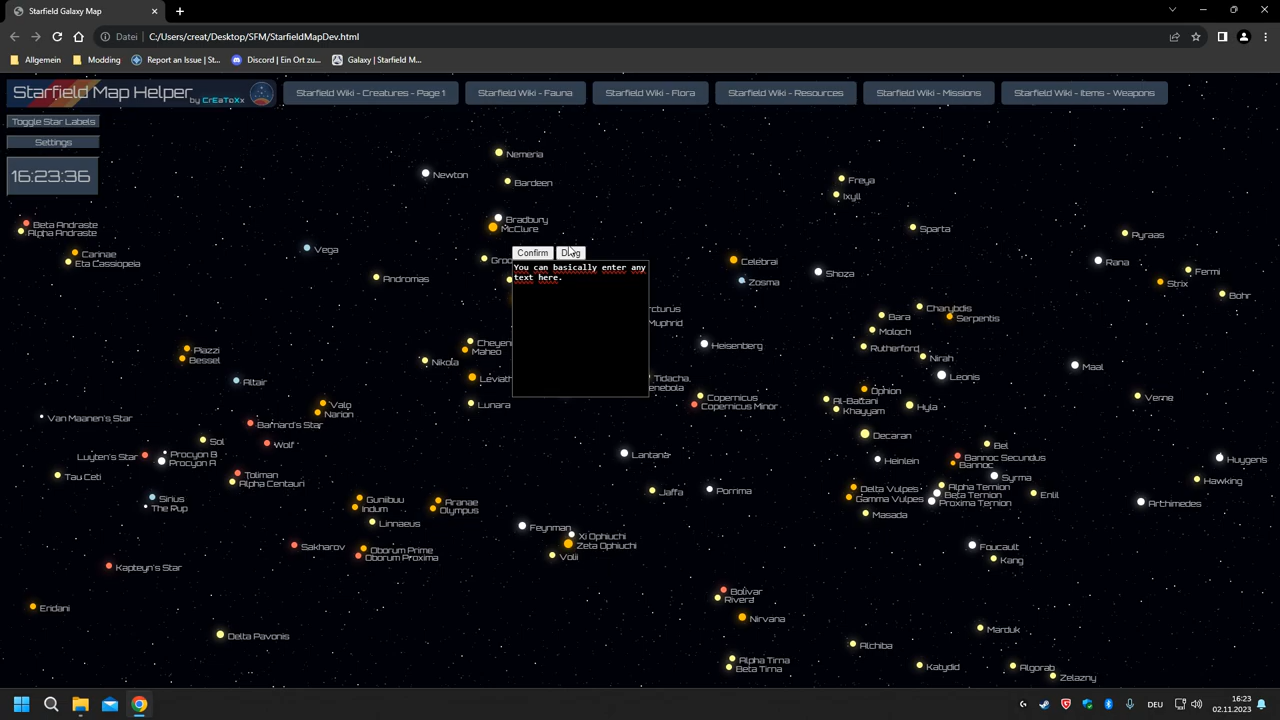 Starfield Galaxy Map
Datei
C:/Users/creat/Desktop/SFM/StarfieldMapDev.html
Allgemein
Modding
Report an Issue | St...
Discord | Ein Ort zu...
Galaxy | Starfield M...
Starfield Map Helper
by CrEaToXx
Starfield Wiki - Creatures - Page 1
Starfield Wiki - Fauna
Starfield Wiki - Flora
Starfield Wiki - Resources
Starfield Wiki - Missions
Starfield Wiki - Items - Weapons
Toggle Star Labels
Settings
16:23:36
Nemeria
Newton
Bardeen
Freya
Ixyll
Bradbury
McClure
Beta Andraste
Alpha Andraste
Sparta
Pyraas
Vega
Carinae
Eta Cassiopeia
Confirm
Celebrai
Rana
Shoza
Fermi
Andromas
Zosma
Strix
Bohr
You can basically enter any
text here.
Charybdis
Serpentis
Bara
Moloch
Muphrid
Piazzi
Bessel
Maheo
Nikola
Heisenberg
Rutherford
Nirah
Maal
Altair
Leonis
Tidacha
Ophion
Valo
Narion
Lunara
Copernicus
Copernicus Minor
Al-Battani
Khayyam
Hyla
Verne
Van Maanen's Star
Barnard's Star
Decaran
Sol
Wolf
Bel
Luyten's Star
Procyon B
Procyon A
Lantana
Heinlein
Bannoc Secundus
Bannoc
Huygens
Tau Ceti
Toliman
Alpha Centauri
Syrma
Hawking
Jaffa
Porrima
Delta Vulpes
Gamma Vulpes
Alpha Ternion
Beta Ternion
Proxima Ternion
Enlil
Archimedes
Sirius
The Pup
Guniibuu
Indum
Aranae
Olympus
Masada
Linnaeus
Feynman
Xi Ophiuchi
Zeta Ophiuchi
Volii
Sakharov
Oborum Prime
Oborum Proxima
Foucault
Kang
Kapteyn's Star
Bolivar
Rivera
Eridani
Nirvana
Delta Pavonis
Marduk
Alchiba
Alpha Tirna
Beta Tirna
Katydid
Algorab
Zelazny
DEU
16:23
02.11.2023